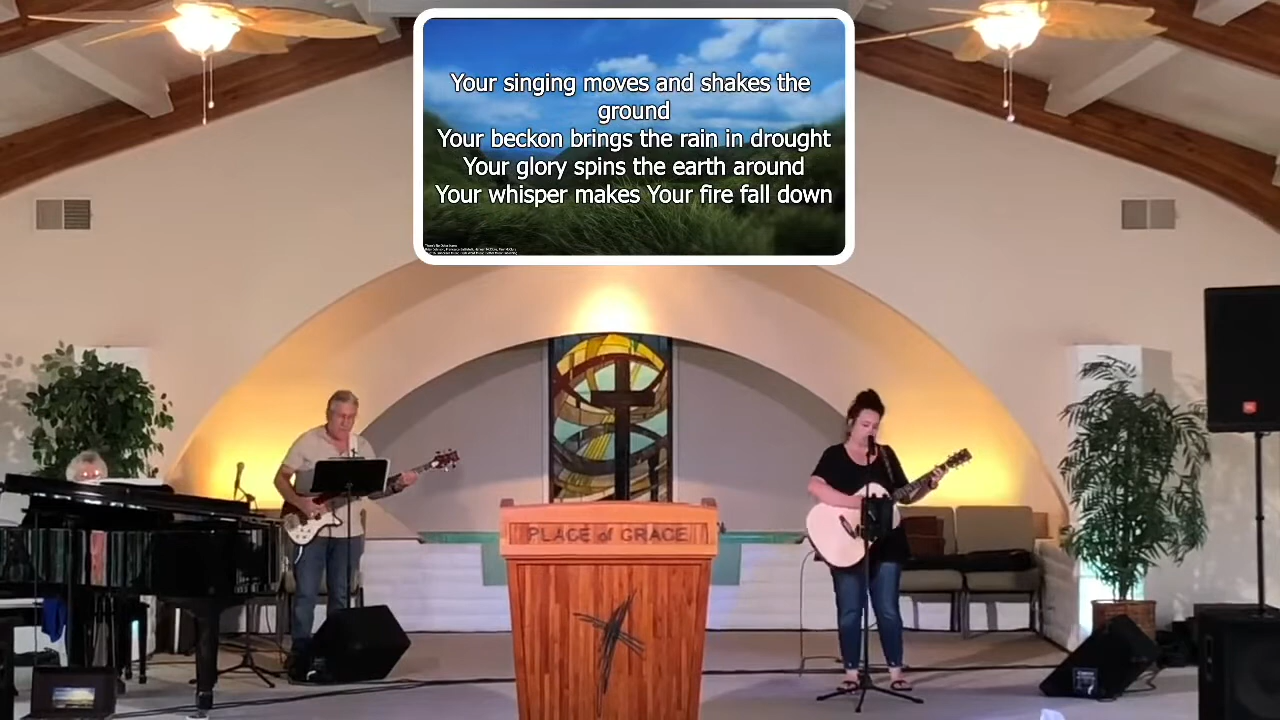 Your singing moves and shakes the
ground
Your beckon brings the rain in drought
Your glory spins the earth around
Your whisper makes Your fire fall down
PLACE of GRACE